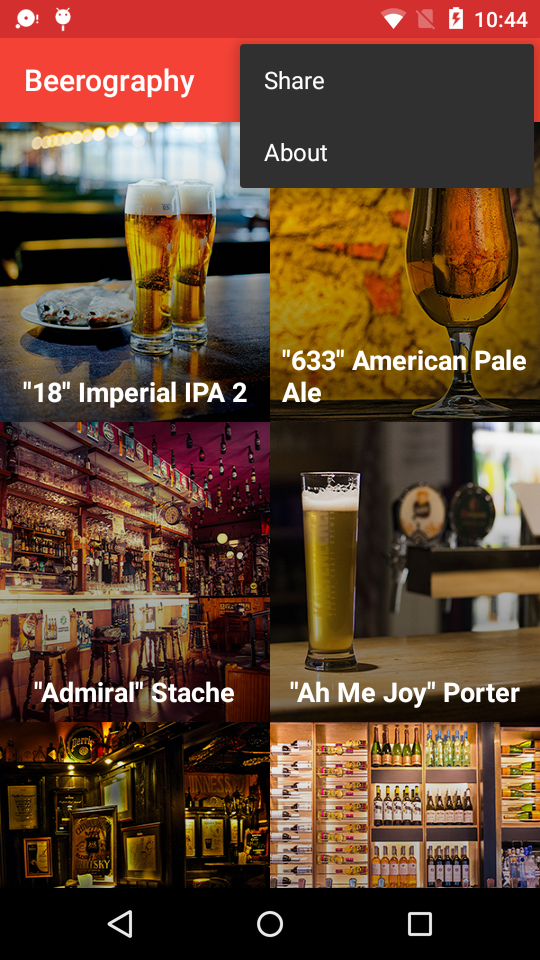 10:44
Beerography
Share
About
"18" Imperial IPA 2
"633" American Pale
Ale
"Admiral" Stache
"Ah Me Joy" Porter